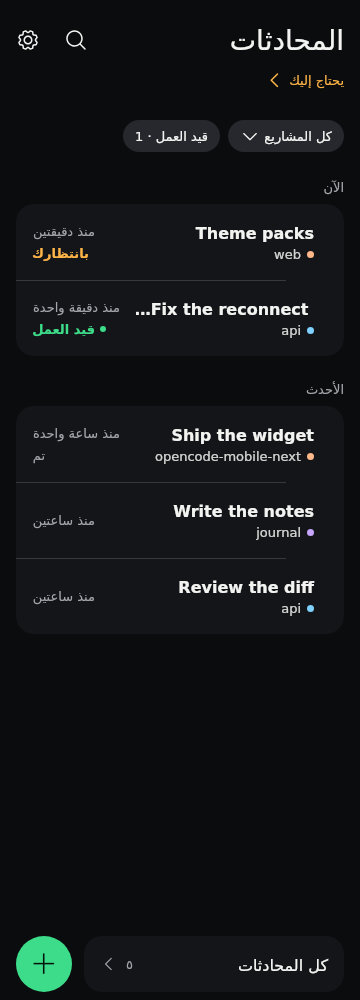 المحادثات
يحتاج إليك
كل المشاريع
قيد العمل · 1
الآن
Theme packs
منذ دقيقتين
web
بانتظارك
Fix the reconnect…
منذ دقيقة واحدة
api
قيد العمل
الأحدث
Ship the widget
منذ ساعة واحدة
opencode-mobile-next
تم
Write the notes
منذ ساعتين
journal
Review the diff
منذ ساعتين
api
كل المحادثات
٥